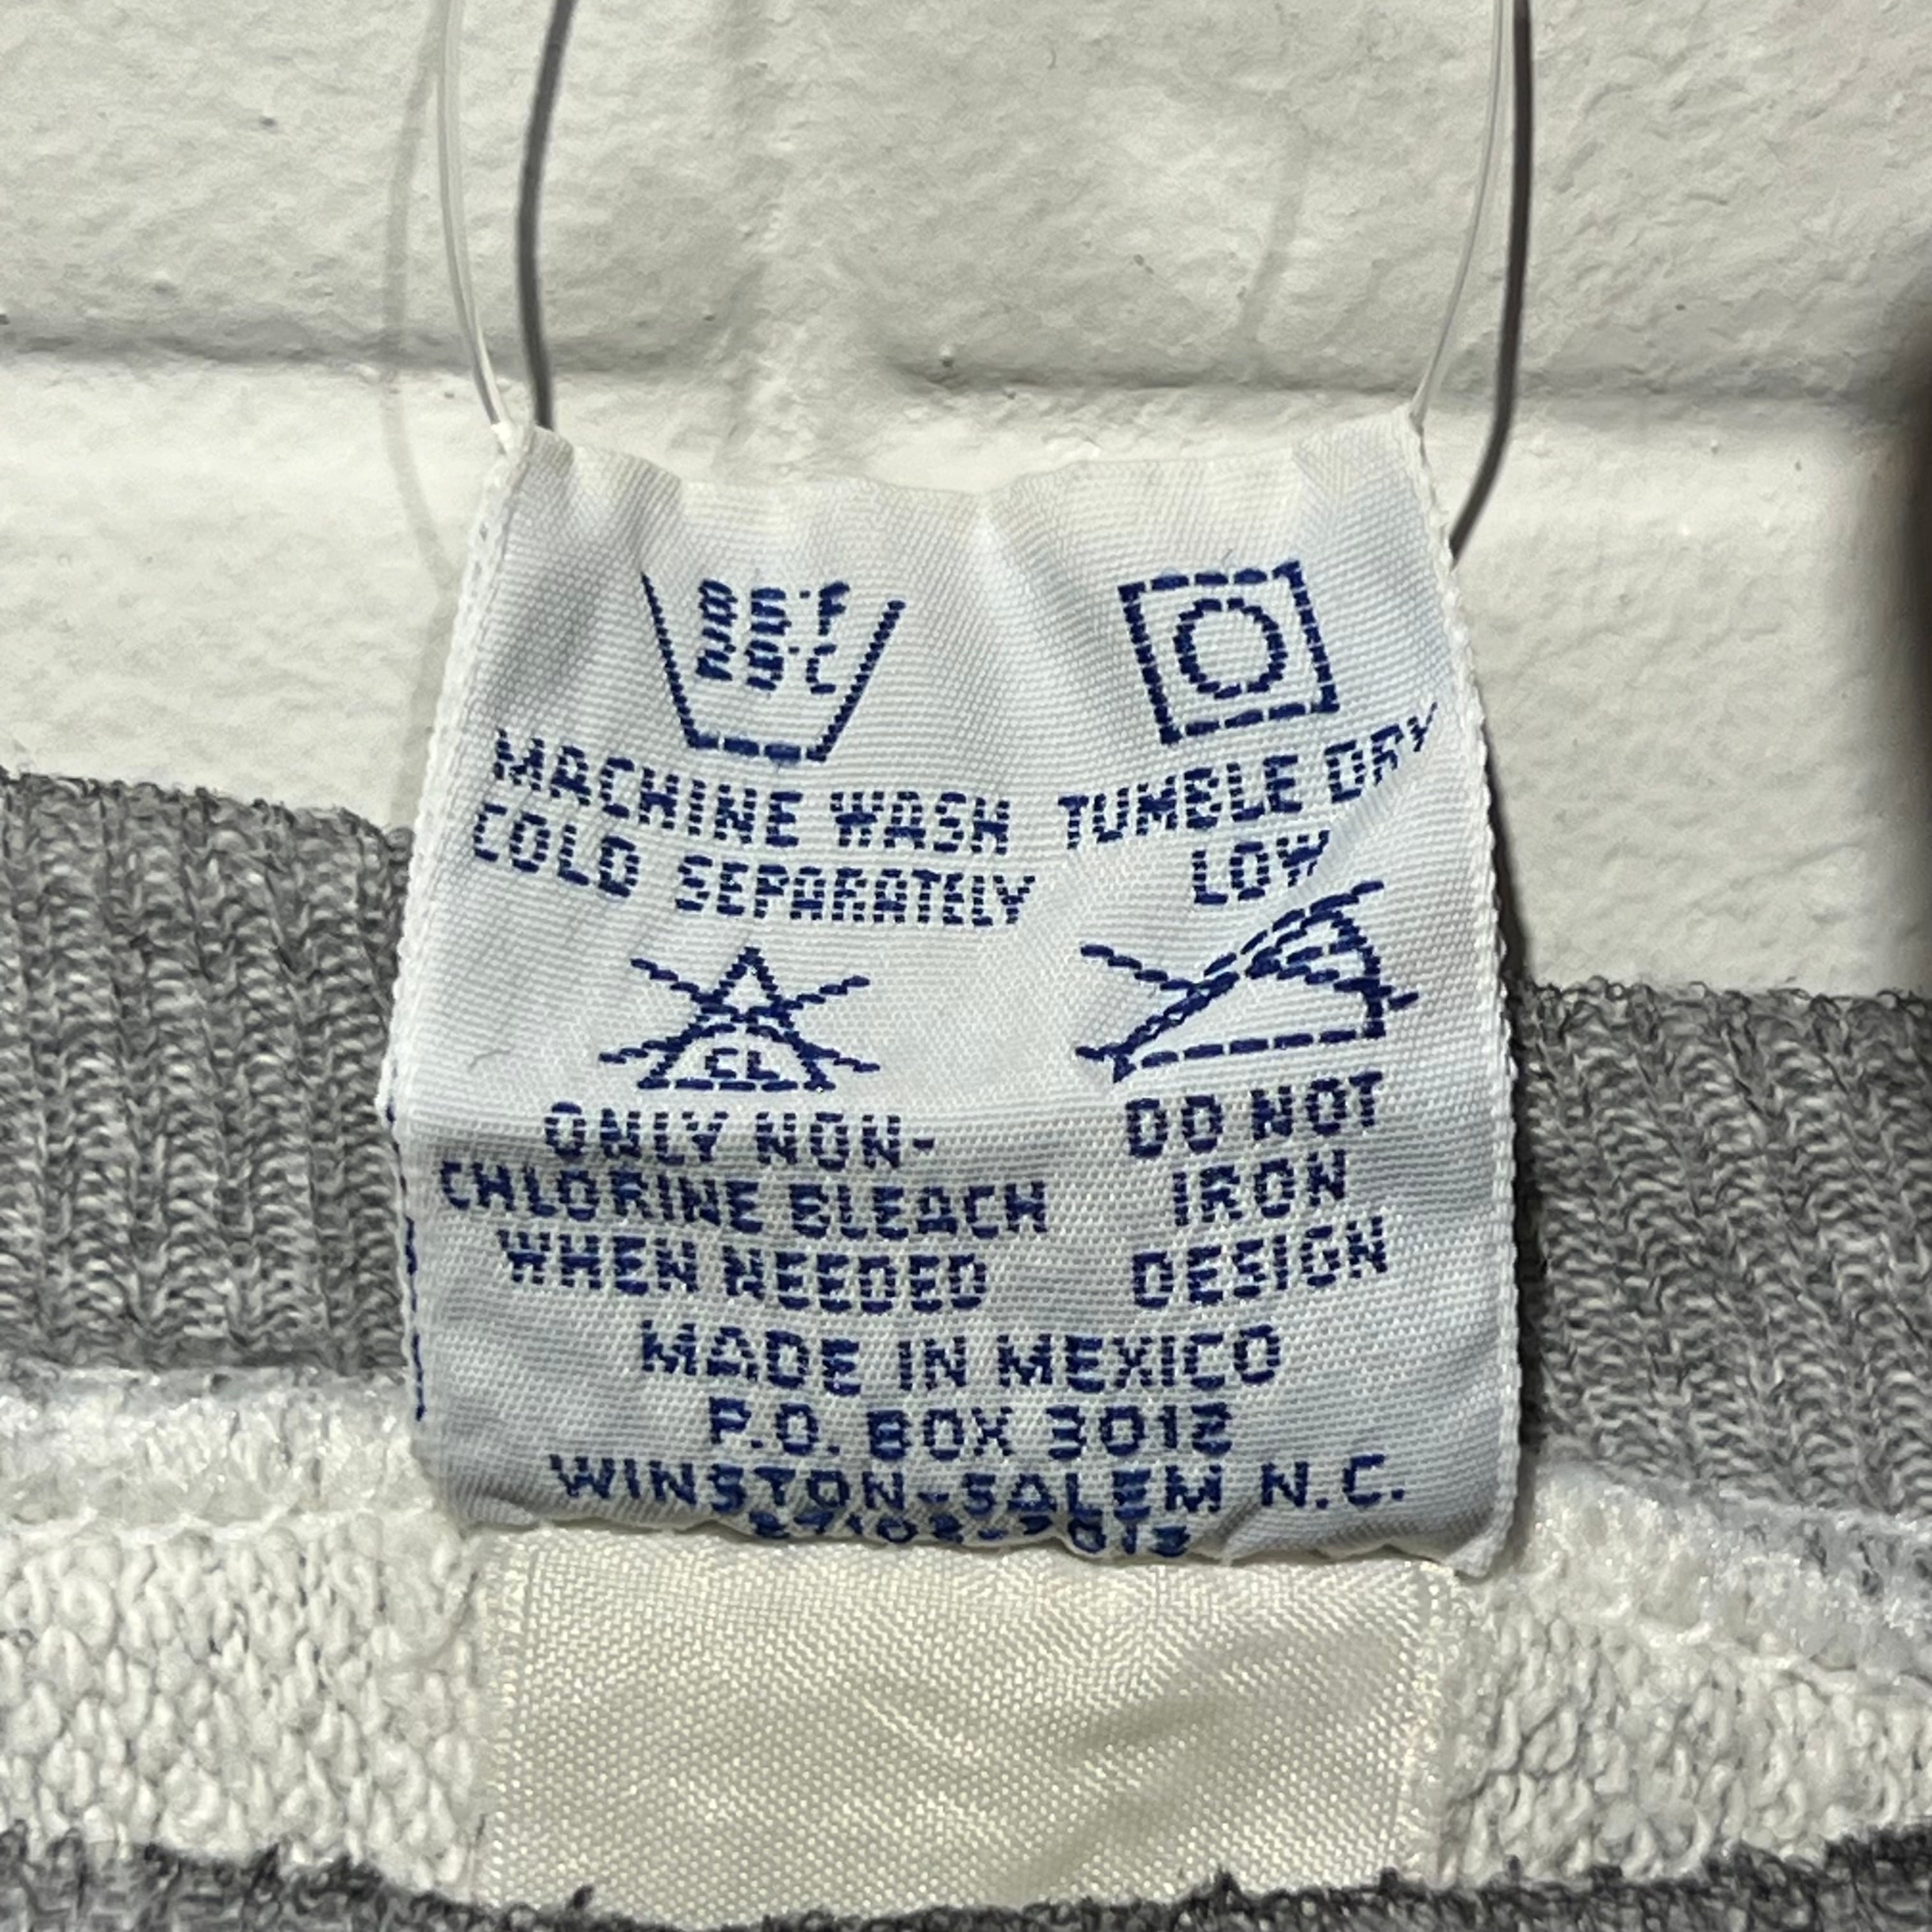 85°F
29°C
MACHINE WASH
COLD SEPARATELY
TUMBLE DRY
LOW
CL
ONLY NON-
CHLORINE BLEACH
WHEN NEEDED
DO NOT
IRON
DESIGN
MADE IN MEXICO
P.O. BOX 3012
WINSTON-SALEM N.C.